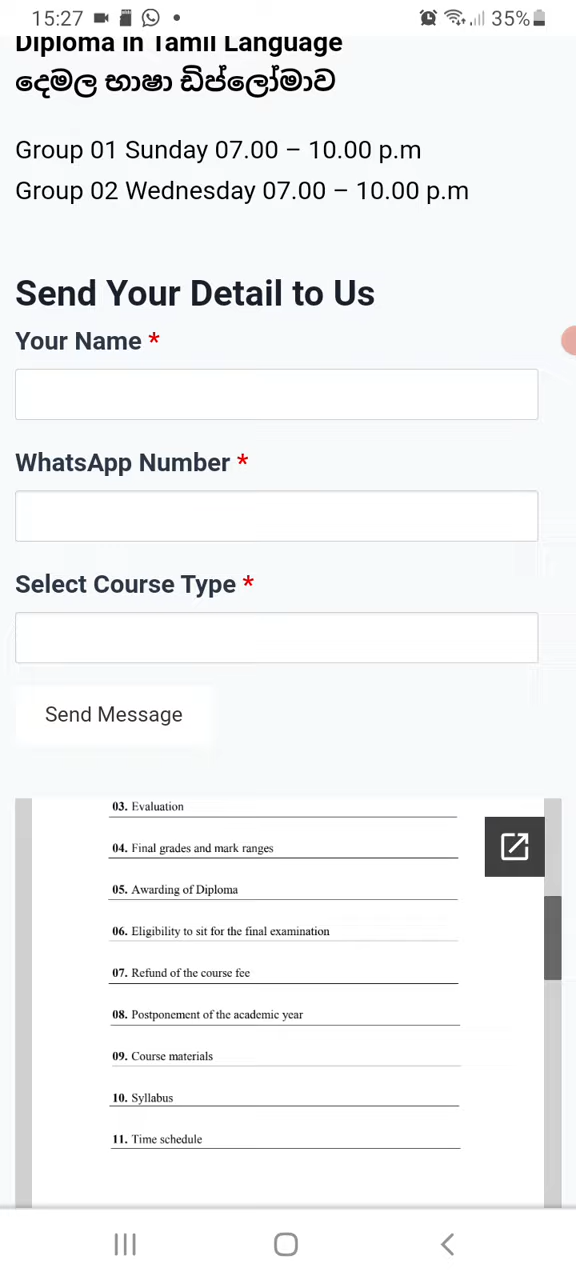 15:27 35%
Diploma in Tamil Language
දෙමල භාෂා ඩිප්ලෝමාව
Group 01 Sunday 07.00 – 10.00 p.m
Group 02 Wednesday 07.00 – 10.00 p.m
Send Your Detail to Us
Your Name *
WhatsApp Number *
Select Course Type *
Send Message
03. Evaluation
04. Final grades and mark ranges
05. Awarding of Diploma
06. Eligibility to sit for the final examination
07. Refund of the course fee
08. Postponement of the academic year
09. Course materials
10. Syllabus
11. Time schedule